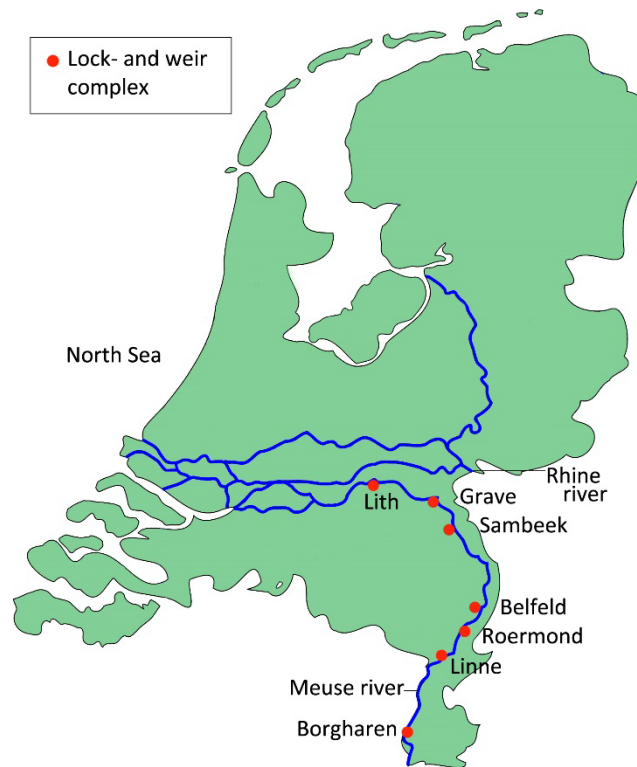 Lock- and weir
complex
North Sea
Rhine
river
Lith
Grave
Sambeek
Belfeld
Roermond
Linne
Meuse river
Borgharen